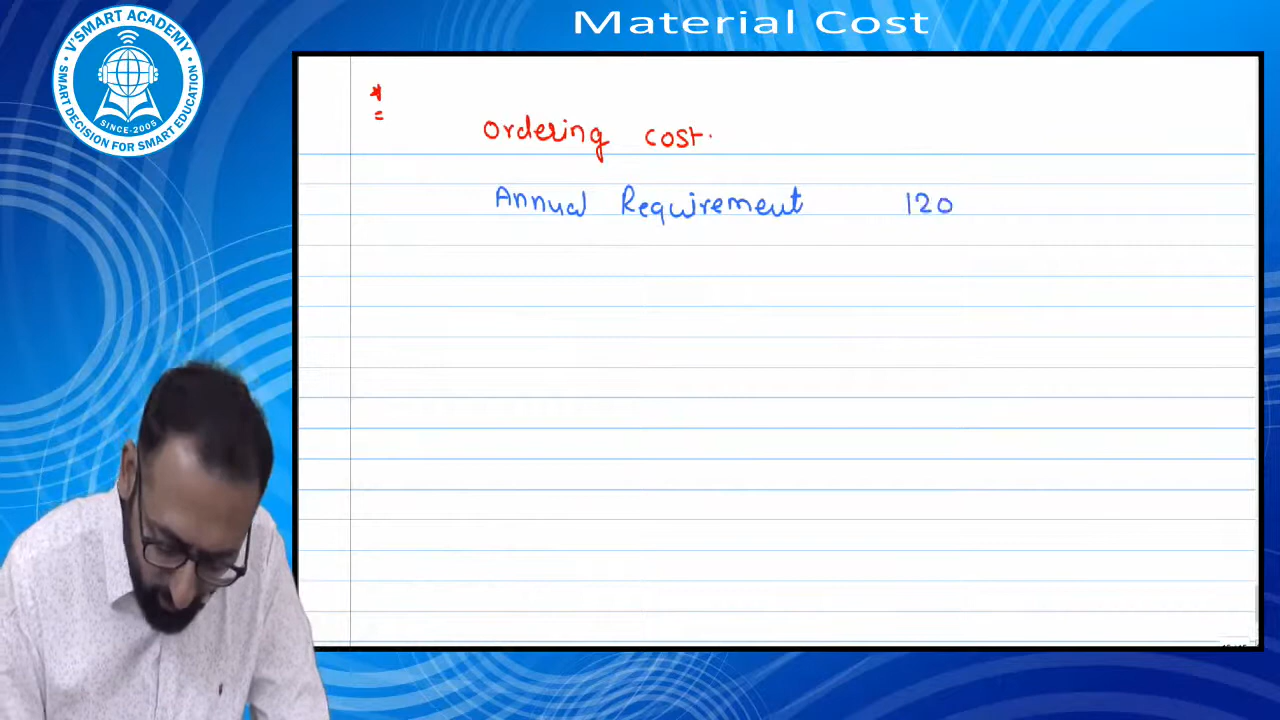 Material Cost
V'SMART ACADEMY
SINCE-2005
SMART DECISION FOR SMART EDUCATION
Ordering cost.
Annual Requirement 120